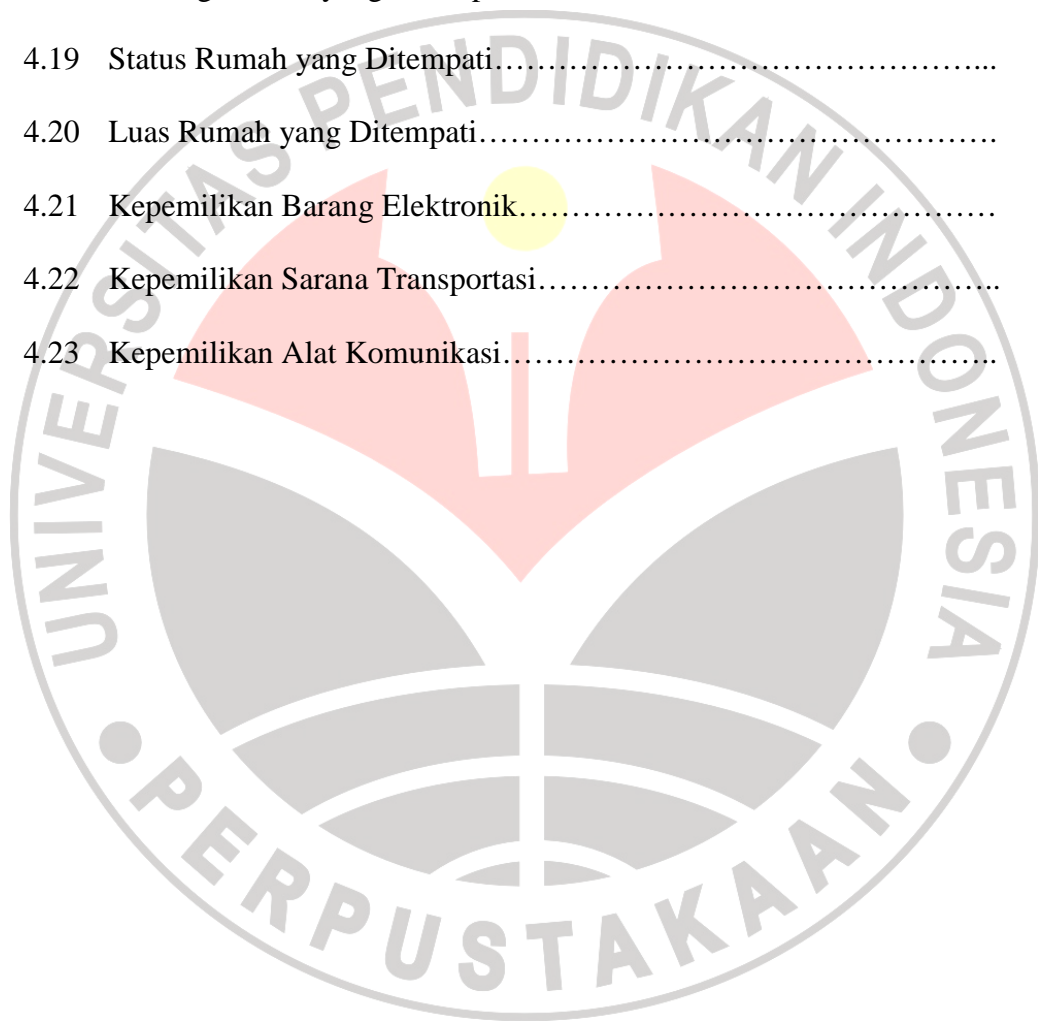 4.19 Status Rumah yang Ditempati…………………………………………...
4.20 Luas Rumah yang Ditempati………………………………………….
4.21 Kepemilikan Barang Elektronik………………………………………
4.22 Kepemilikan Sarana Transportasi……………………………………..
4.23 Kepemilikan Alat Komunikasi………………………………………..
UNIVERSITAS PENDIDIKAN INDONESIA
PERPUSTAKAAN